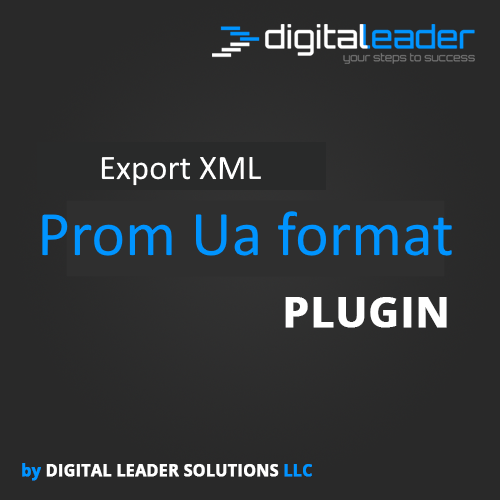 digitaleader
your steps to success
Export XML
Prom Ua format
PLUGIN
by DIGITAL LEADER SOLUTIONS LLC